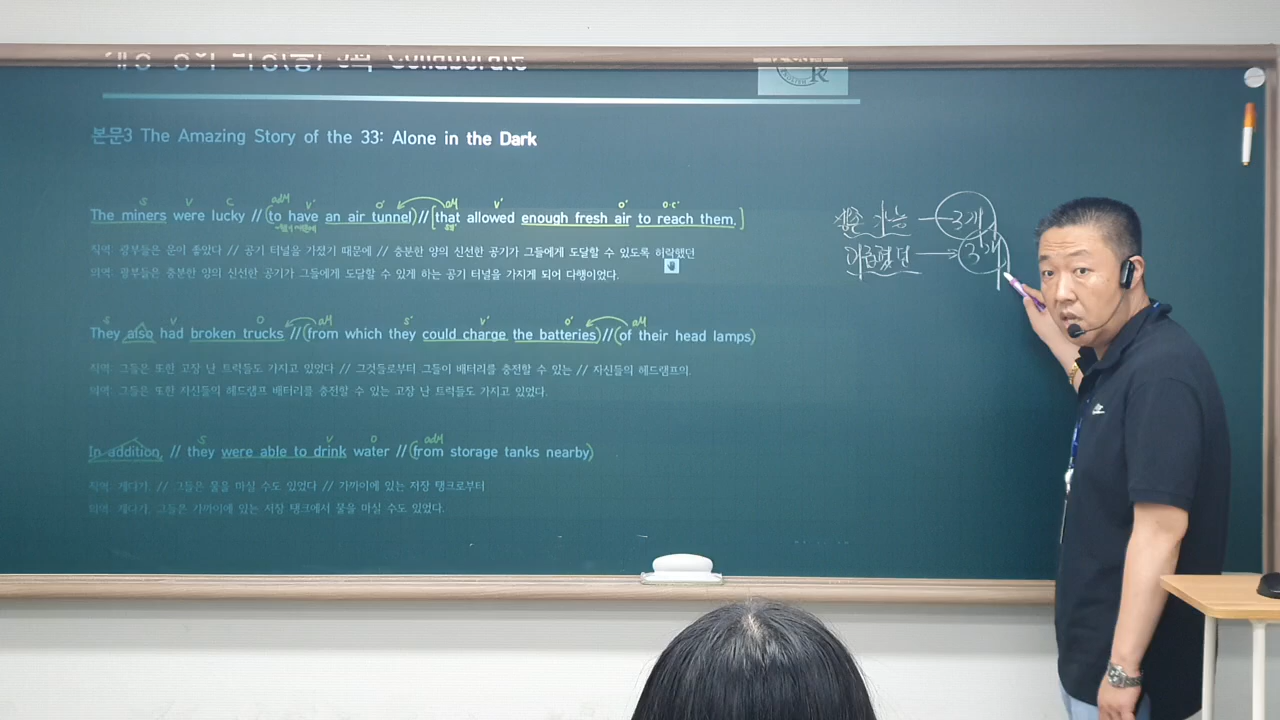 Collaborate
본문3 The Amazing Story of the 33: Alone in the Dark
S V C adv V' O' adj V' O' O·C'
The miners were lucky // (to have an air tunnel) // [that allowed enough fresh air to reach them.]
직역: 광부들은 운이 좋았다 // 공기 터널을 가졌기 때문에 // 충분한 양의 신선한 공기가 그들에게 도달할 수 있도록 허락했던
의역: 광부들은 충분한 양의 신선한 공기가 그들에게 도달할 수 있게 하는 공기 터널을 가지게 되어 다행이었다.
S V O adj S' V' O' adj
They also had broken trucks // (from which they could charge the batteries) // (of their head lamps)
직역: 그들은 또한 고장 난 트럭들도 가지고 있었다 // 그것들로부터 그들이 배터리를 충전할 수 있는 // 자신들의 헤드램프의.
의역: 그들은 또한 자신들의 헤드램프 배터리를 충전할 수 있는 고장 난 트럭들도 가지고 있었다.
S V O adv
In addition, // they were able to drink water // (from storage tanks nearby)
직역: 게다가, // 그들은 물을 마실 수도 있었다 // 가까이에 있는 저장 탱크로부터
의역: 게다가, 그들은 가까이에 있는 저장 탱크에서 물을 마실 수도 있었다.
생존 가능 3개
3개